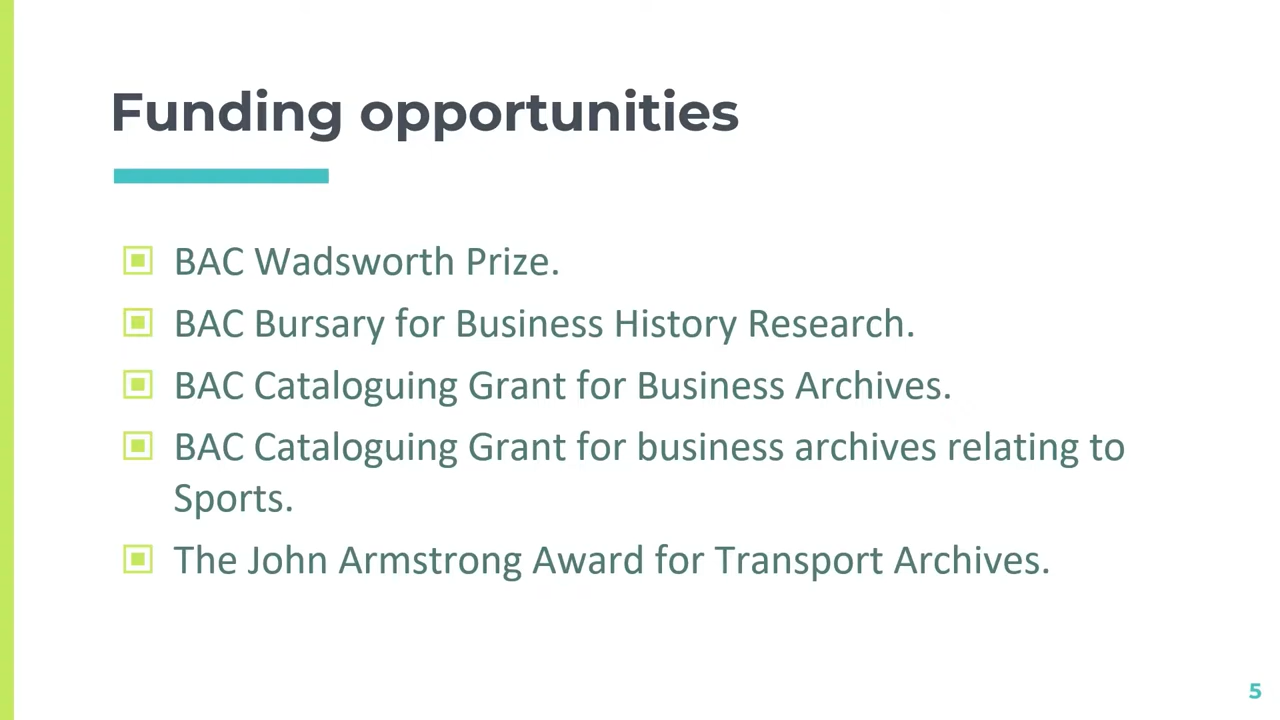 Funding opportunities
BAC Wadsworth Prize.
BAC Bursary for Business History Research.
BAC Cataloguing Grant for Business Archives.
BAC Cataloguing Grant for business archives relating to
Sports.
The John Armstrong Award for Transport Archives.
5